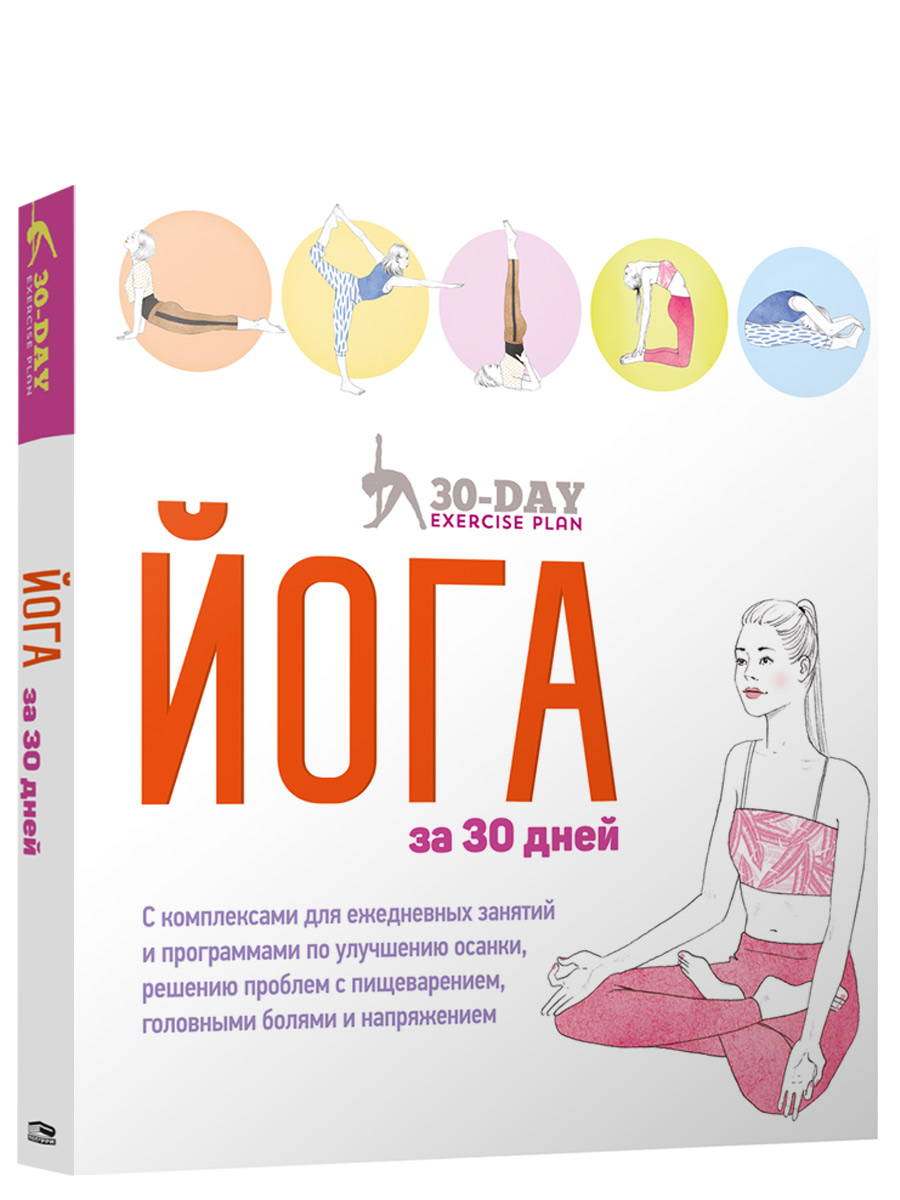 30-DAY
EXERCISE PLAN
ЙОГА
за 30 дней
30-DAY
EXERCISE PLAN
ЙОГА
за 30 дней
С комплексами для ежедневных занятий
и программами по улучшению осанки,
решению проблем с пищеварением,
головными болями и напряжением